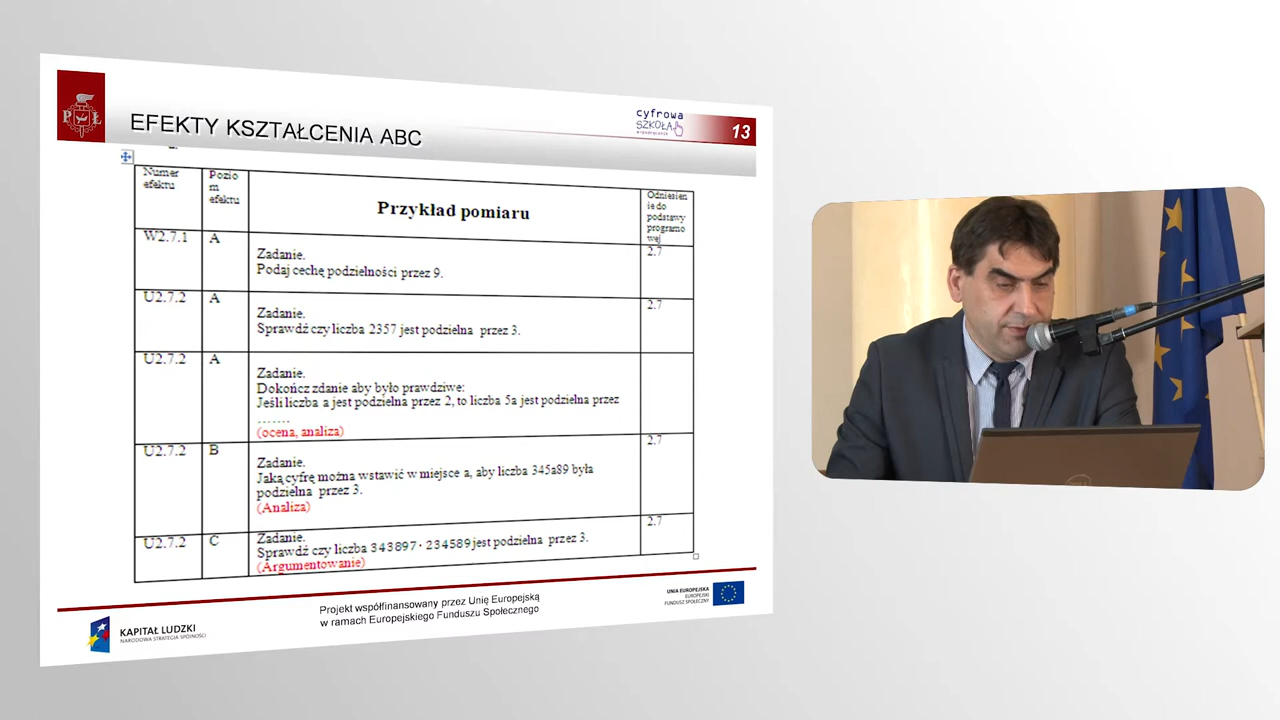 P Ł
EFEKTY KSZTAŁCENIA ABC
cyfrowa
SZKOŁA
13
Numer
efektu
Pozio
m
efektu
Przykład pomiaru
Odniesien
ie do
podstawy
programo
wej
W2.7.1
A
Zadanie.
Podaj cechę podzielności przez 9.
2.7
U2.7.2
A
Zadanie.
Sprawdź czy liczba 2357 jest podzielna przez 3.
2.7
U2.7.2
A
Zadanie.
Dokończ zdanie aby było prawdziwe:
Jeśli liczba a jest podzielna przez 2, to liczba 5a jest podzielna przez
.......
(ocena, analiza)
U2.7.2
B
Zadanie.
Jaką cyfrę można wstawić w miejsce a, aby liczba 345a89 była
podzielna przez 3.
(Analiza)
2.7
U2.7.2
C
Zadanie.
Sprawdź czy liczba 343897 · 234589 jest podzielna przez 3.
(Argumentowanie)
2.7
Projekt współfinansowany przez Unię Europejską
w ramach Europejskiego Funduszu Społecznego
KAPITAŁ LUDZKI
NARODOWA STRATEGIA SPÓJNOŚCI
UNIA EUROPEJSKA
EUROPEJSKI
FUNDUSZ SPOŁECZNY